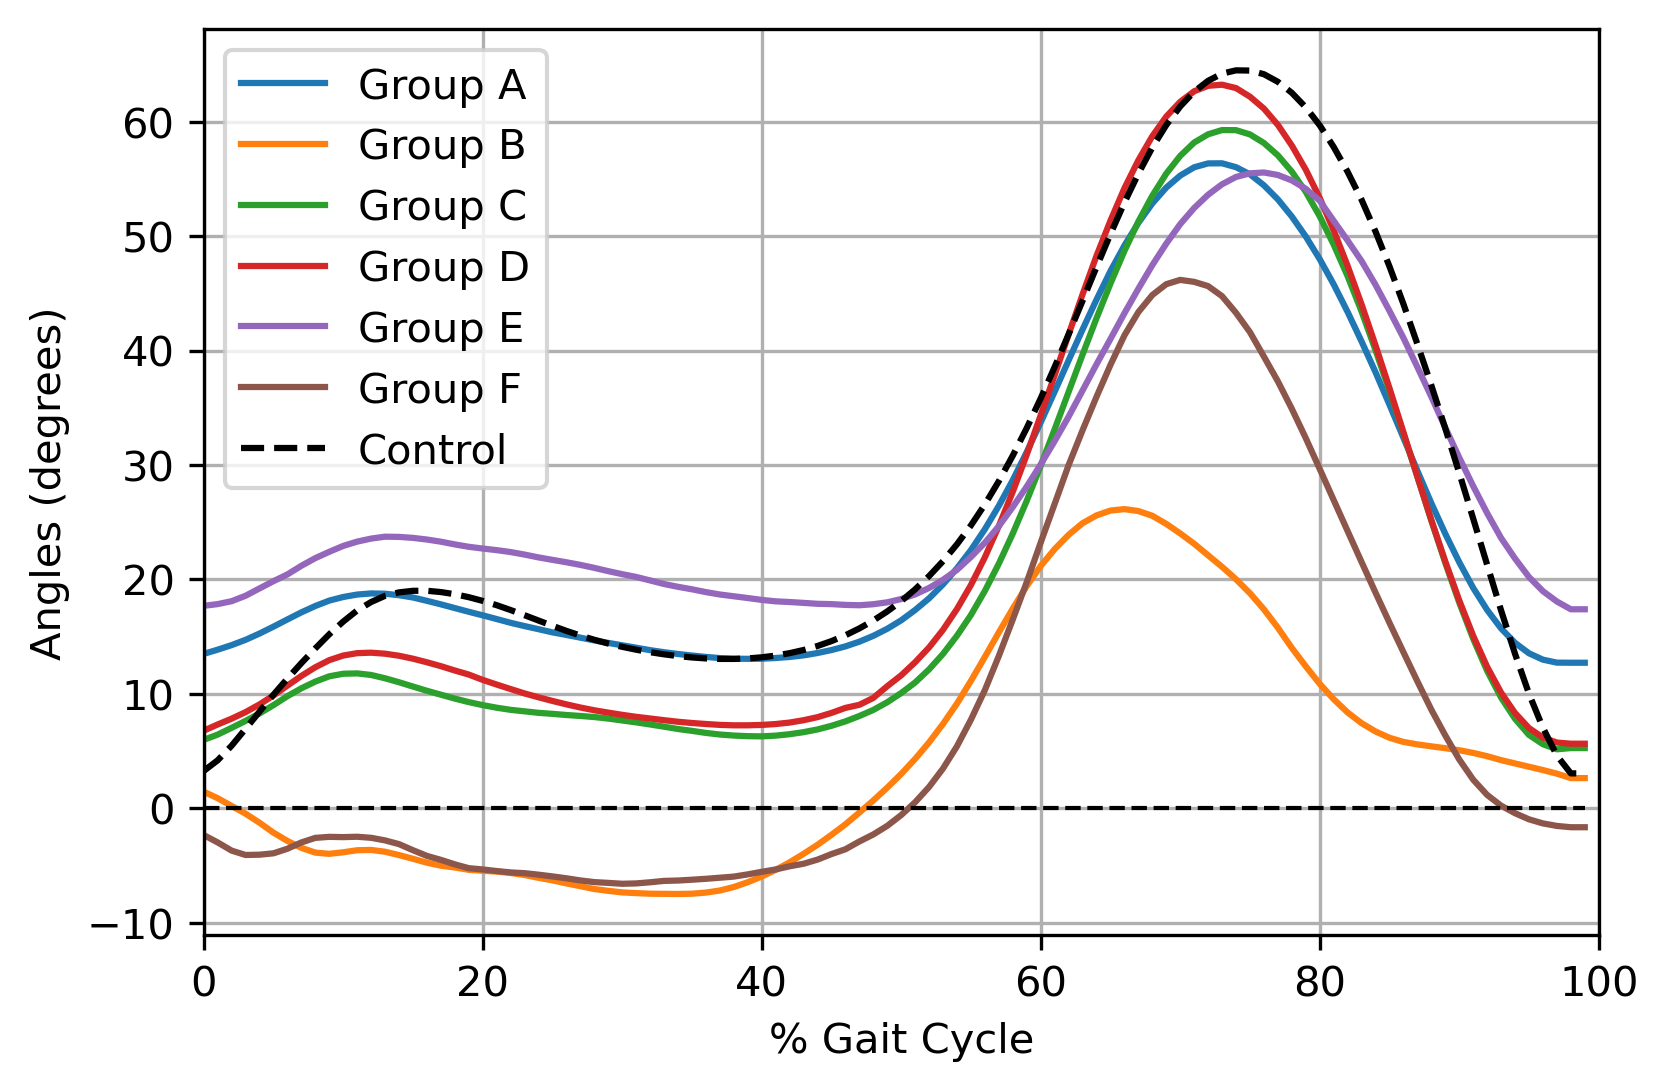 Group A
Group B
Group C
Group D
Group E
Group F
Control
60
50
40
30
20
10
0
−10
Angles (degrees)
0 20 40 60 80 100
% Gait Cycle